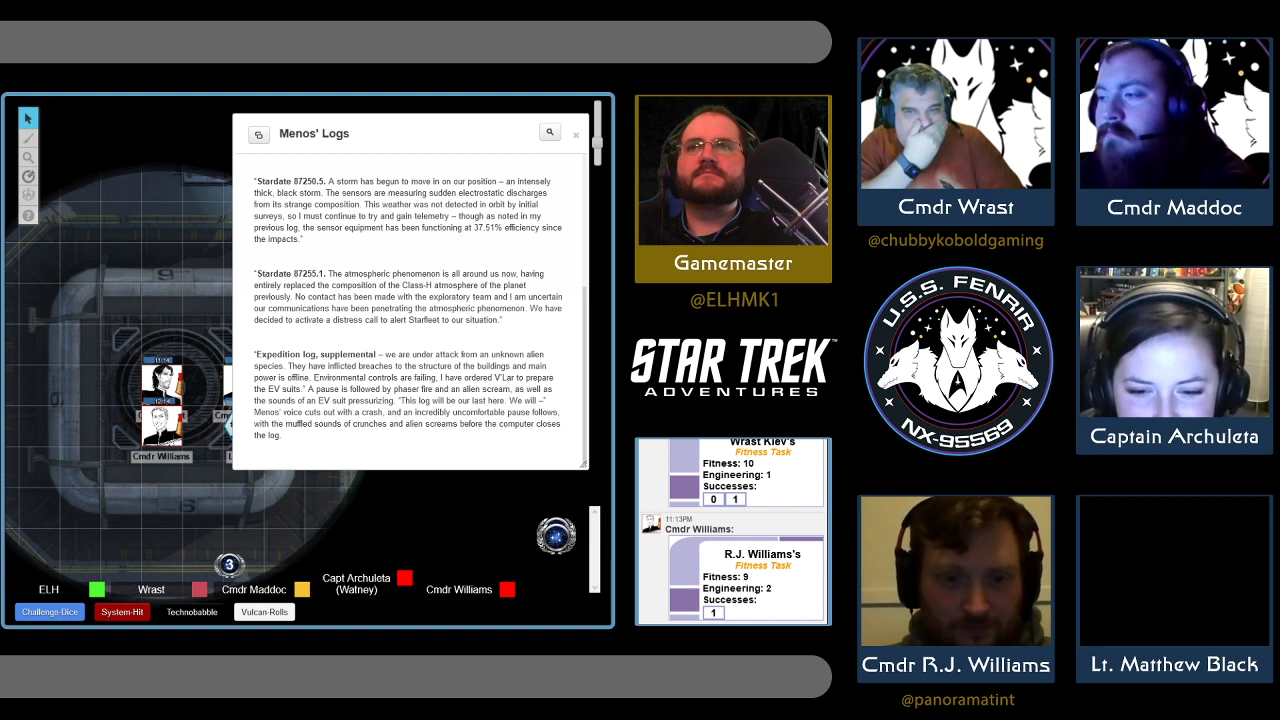 Menos' Logs
"Stardate 87250.5. A storm has begun to move in on our position – an intensely
thick, black storm. The sensors are measuring sudden electrostatic discharges
from its strange composition. This weather was not detected in orbit by initial
surveys, so I must continue to try and gain telemetry – though as noted in my
previous log, the sensor equipment has been functioning at 37.51% efficiency since
the impacts."
"Stardate 87255.1. The atmospheric phenomenon is all around us now, having
entirely replaced the composition of the Class-H atmosphere of the planet
previously. No contact has been made with the exploratory team and I am uncertain
our communications have been penetrating the atmospheric phenomenon. We have
decided to activate a distress call to alert Starfleet to our situation."
"Expedition log, supplemental – we are under attack from an unknown alien
species. They have inflicted breaches to the structure of the buildings and main
power is offline. Environmental controls are failing, I have ordered V'Lar to prepare
the EV suits." A pause is followed by phaser fire and an alien scream, as well as
the sounds of an EV suit pressurizing. "This log will be our last here. We will –"
Menos' voice cuts out with a crash, and an incredibly uncomfortable pause follows,
with the muffled sounds of crunches and alien screams before the computer closes
the log.
Cmdr Williams
3
ELH
Wrast
Cmdr Maddoc
Capt Archuleta
(Watney)
Cmdr Williams
Challenge-Dice
System-Hit
Technobabble
Vulcan-Rolls
Gamemaster
@ELHMK1
STAR TREK™
ADVENTURES
Wrast Kiev's
Fitness Task
Fitness: 10
Engineering: 1
Successes:
0 1
11:13PM
Cmdr Williams:
R.J. Williams's
Fitness Task
Fitness: 9
Engineering: 2
Successes:
1
Cmdr Wrast
@chubbykoboldgaming
Cmdr Maddoc
U.S.S. FENRIR
NX-95569
Captain Archuleta
Cmdr R.J. Williams
@panoramatint
Lt. Matthew Black